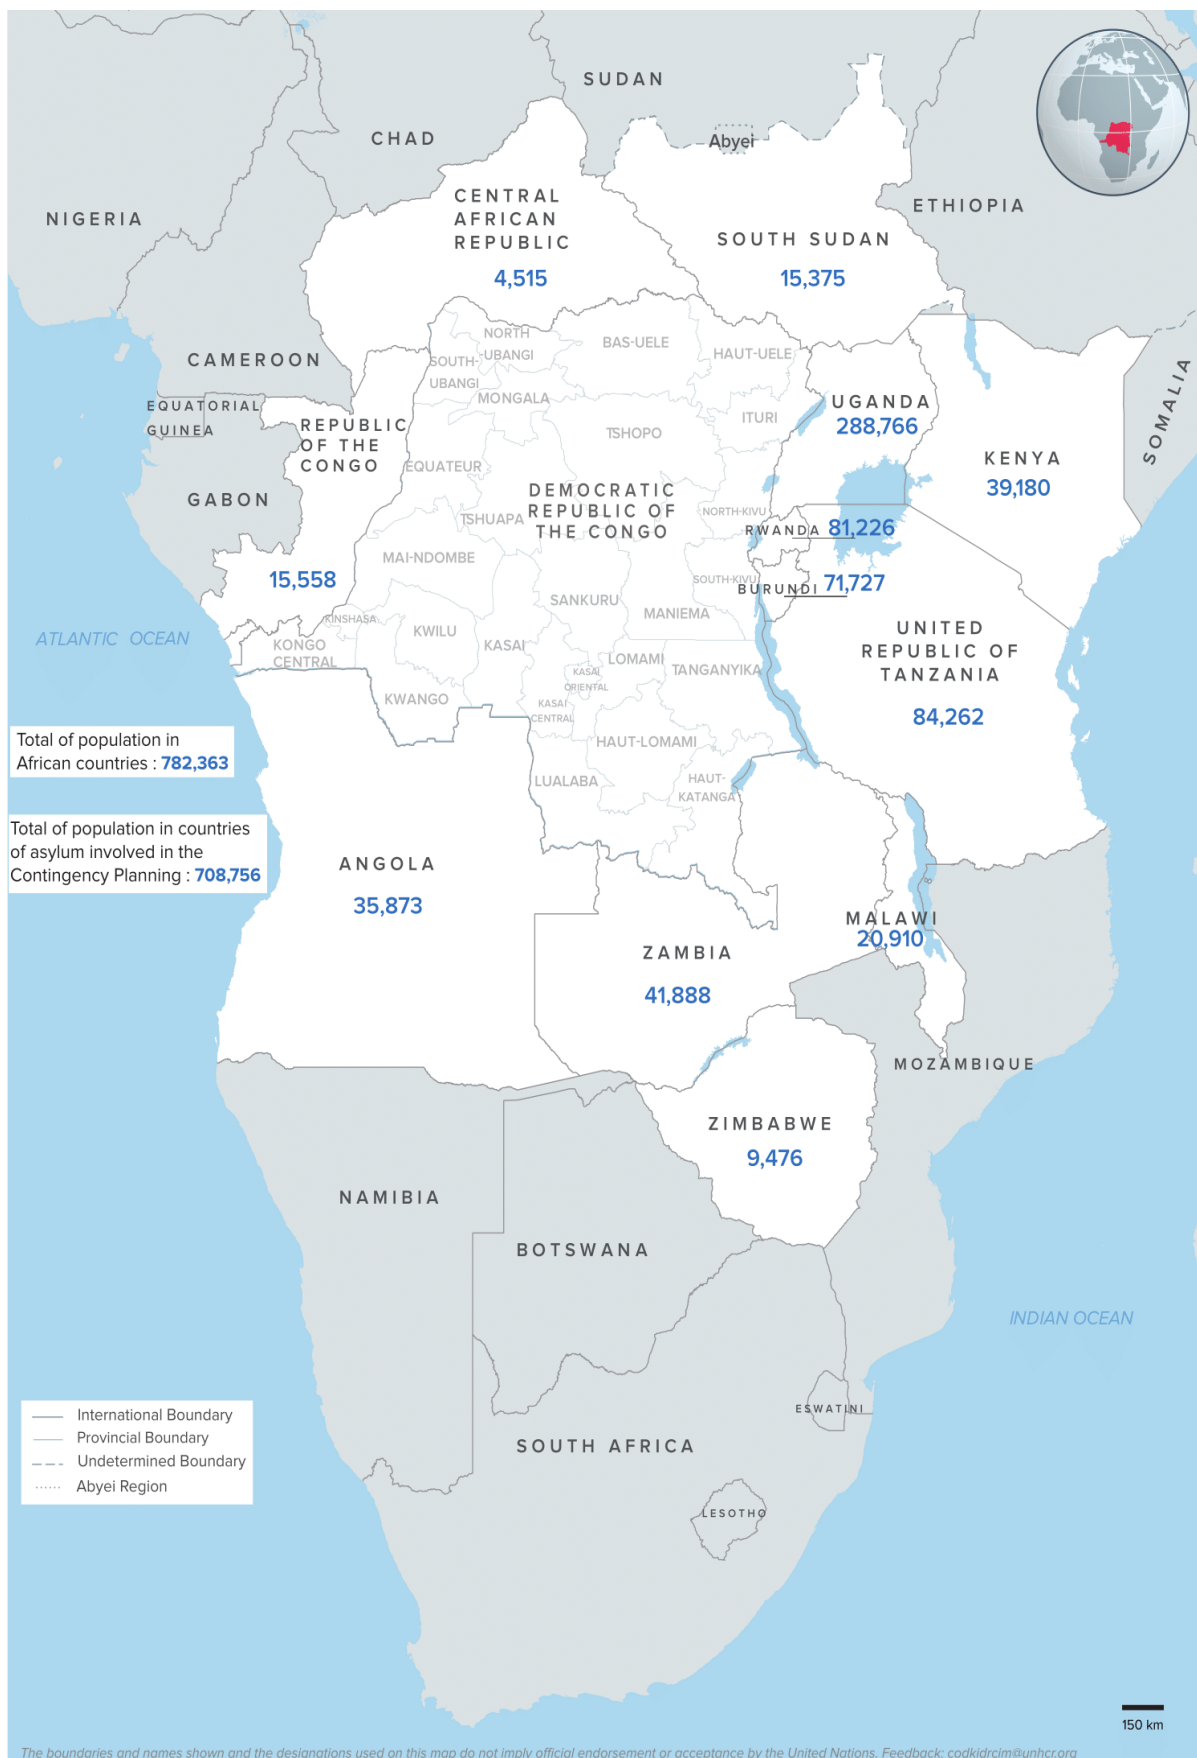 SUDAN
CHAD
Abyei
NIGERIA
CENTRAL
AFRICAN
REPUBLIC
4,515
ETHIOPIA
SOUTH SUDAN
15,375
CAMEROON
NORTH
-UBANGI
SOUTH-
UBANGI
MONGALA
BAS-UELE
HAUT-UELE
ITURI
TSHOPO
EQUATORIAL
GUINEA
REPUBLIC
OF THE
CONGO
15,558
UGANDA
288,766
SOMALIA
KENYA
39,180
EQUATEUR
GABON
DEMOCRATIC
REPUBLIC OF
THE CONGO
TSHUAPA
NORTH-KIVU
RWANDA 81,226
MAI-NDOMBE
SOUTH-KIVU
BURUNDI 71,727
SANKURU
MANIEMA
KINSHASA
KONGO
CENTRAL
KWILU
KASAI
ATLANTIC OCEAN
UNITED
REPUBLIC OF
TANZANIA
84,262
LOMAMI
KASAI
ORIENTAL
TANGANYIKA
KWANGO
KASAI
CENTRAL
HAUT-LOMAMI
LUALABA
HAUT-
KATANGA
Total of population in
African countries : 782,363
Total of population in countries
of asylum involved in the
Contingency Planning : 708,756
ANGOLA
35,873
MALAWI
20,910
ZAMBIA
41,888
MOZAMBIQUE
ZIMBABWE
9,476
NAMIBIA
BOTSWANA
INDIAN OCEAN
ESWATINI
SOUTH AFRICA
LESOTHO
International Boundary
Provincial Boundary
Undetermined Boundary
Abyei Region
150 km
The boundaries and names shown and the designations used on this map do not imply official endorsement or acceptance by the United Nations. Feedback: codkidrcim@unhcr.org